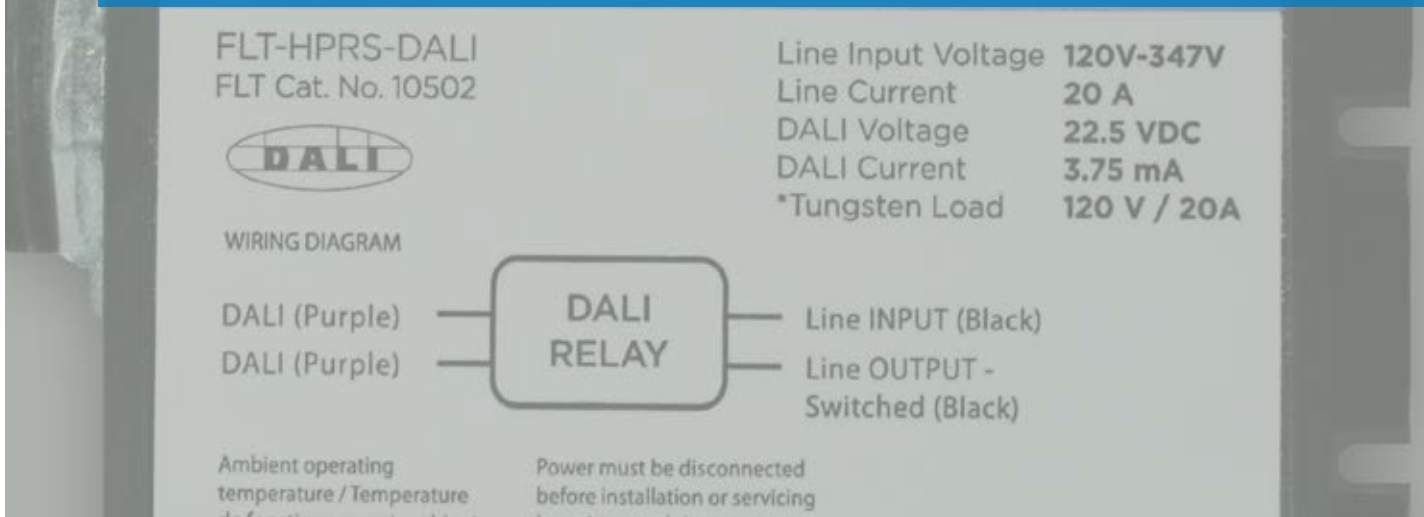 FLT-HPRS-DALI
FLT Cat. No. 10502
DALI
Line Input Voltage 120V-347V
Line Current 20 A
DALI Voltage 22.5 VDC
DALI Current 3.75 mA
*Tungsten Load 120 V / 20A
WIRING DIAGRAM
DALI (Purple)
DALI (Purple)
DALI
RELAY
Line INPUT (Black)
Line OUTPUT -
Switched (Black)
Ambient operating
temperature / Temperature
Power must be disconnected
before installation or servicing